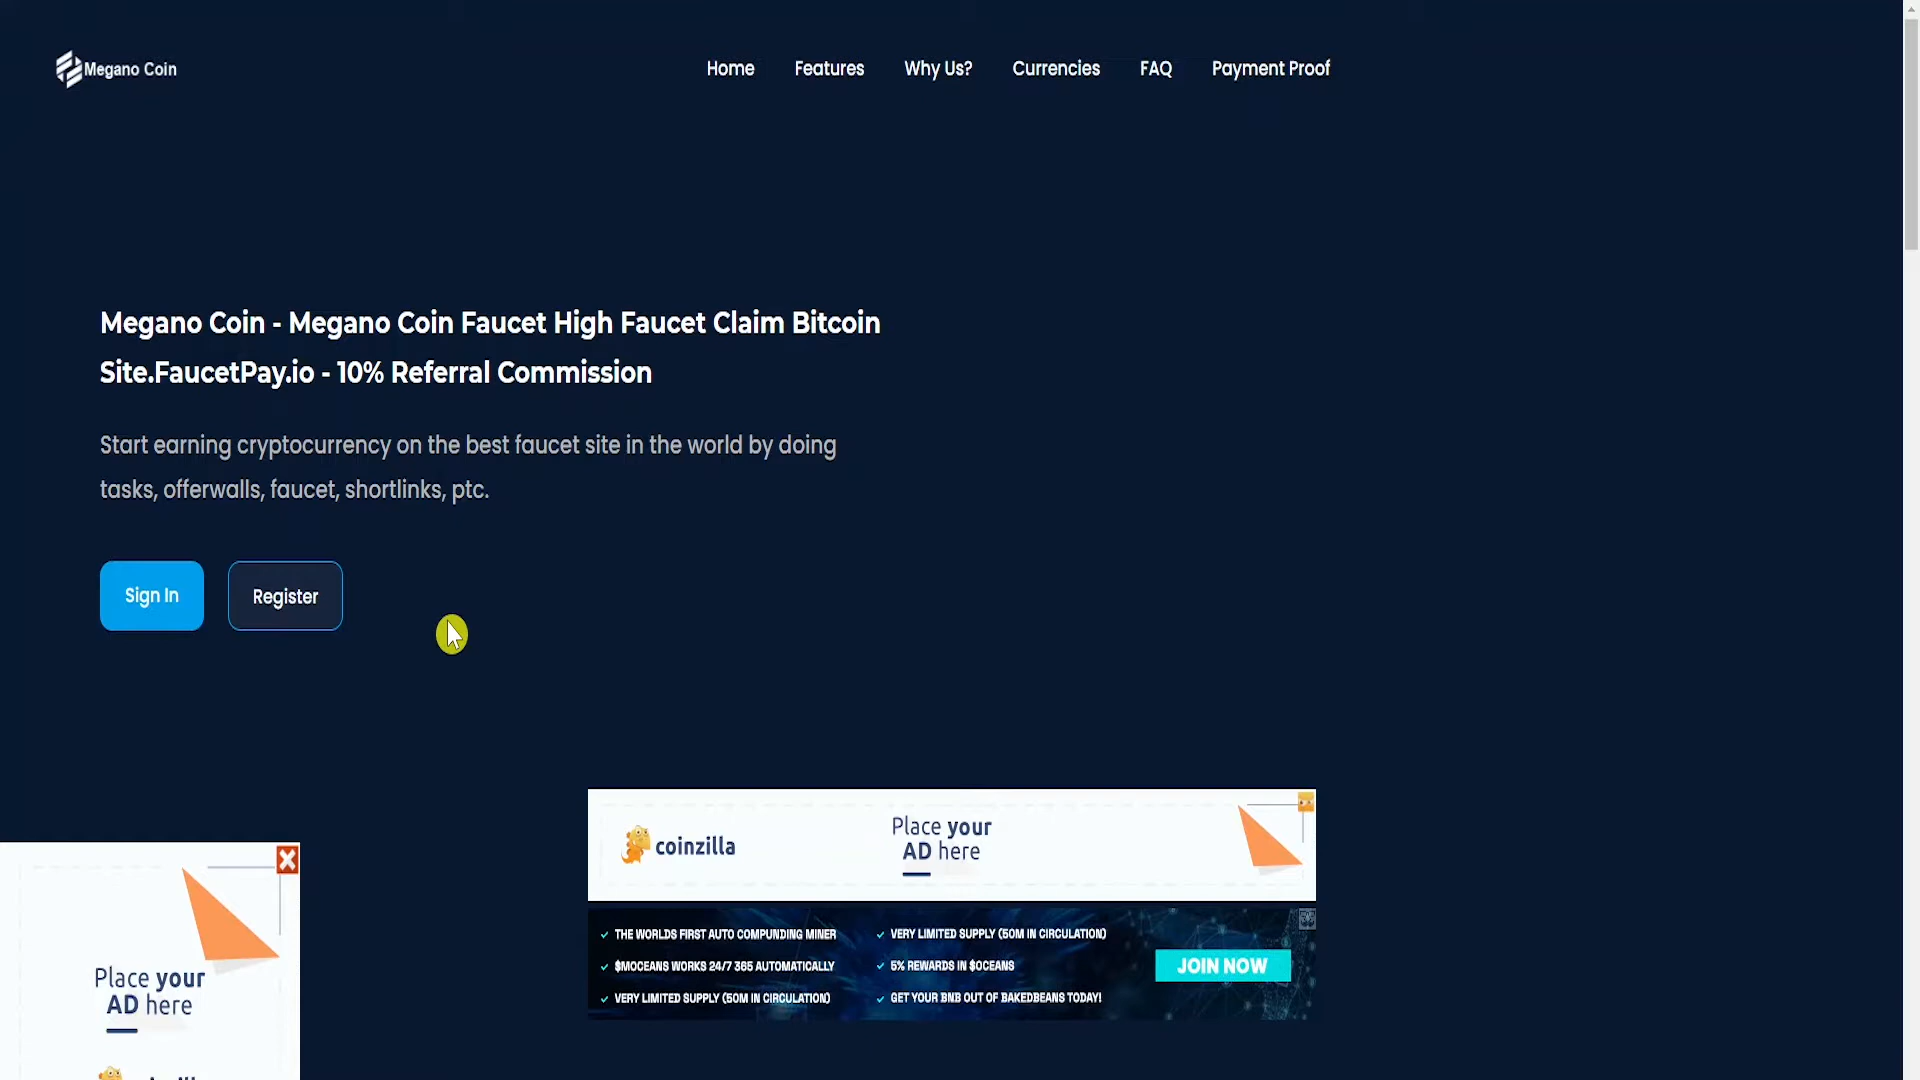 Megano Coin
Home
Features
Why Us?
Currencies
FAQ
Payment Proof
Megano Coin - Megano Coin Faucet High Faucet Claim Bitcoin
Site.FaucetPay.io - 10% Referral Commission
Start earning cryptocurrency on the best faucet site in the world by doing
tasks, offerwalls, faucet, shortlinks, ptc.
Sign In
Register
coinzilla
Place your
AD here
THE WORLDS FIRST AUTO COMPUNDING MINER
$MOCEANS WORKS 24/7 365 AUTOMATICALLY
VERY LIMITED SUPPLY (50M IN CIRCULATION)
VERY LIMITED SUPPLY (50M IN CIRCULATION)
5% REWARDS IN $OCEANS
GET YOUR BNB OUT OF BAKEDBEANS TODAY!
JOIN NOW
Place your
AD here